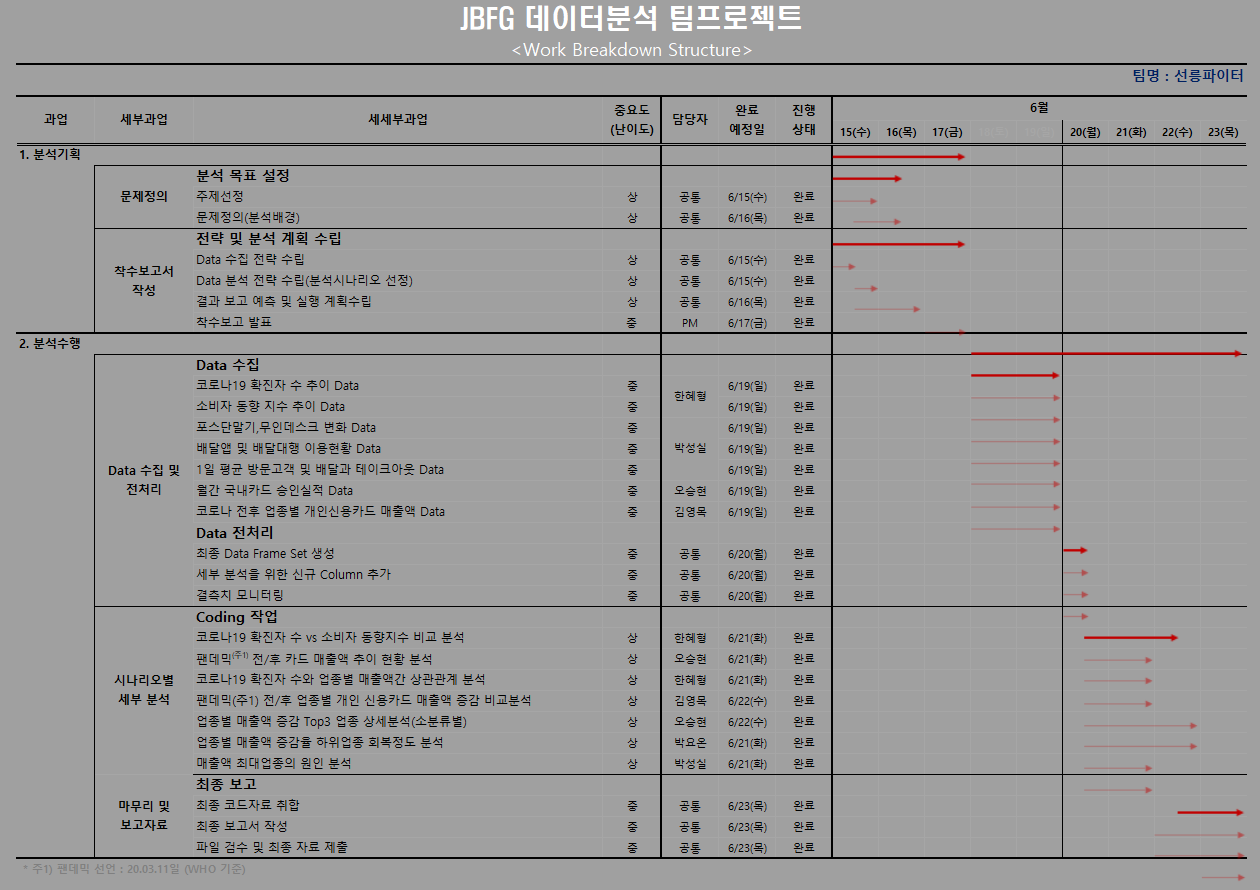 JBFG 데이터분석 팀프로젝트
<Work Breakdown Structure>
팀명 : 선릉파이터
과업 세부과업 세세부과업 중요도 (난이도) 담당자 완료 예정일 진행 상태 6월
15(수) 16(목) 17(금) 18(토) 19(일) 20(월) 21(화) 22(수) 23(목)
1. 분석기획
문제정의
분석 목표 설정
주제선정 상 공통 6/15(수) 완료
문제정의(분석배경) 상 공통 6/16(목) 완료
착수보고서 작성
전략 및 분석 계획 수립
Data 수집 전략 수립 상 공통 6/15(수) 완료
Data 분석 전략 수립(분석시나리오 선정) 상 공통 6/15(수) 완료
결과 보고 예측 및 실행 계획수립 상 공통 6/16(목) 완료
착수보고 발표 중 PM 6/17(금) 완료
2. 분석수행
Data 수집 및 전처리
Data 수집
코로나19 확진자 수 추이 Data 중 한혜형 6/19(일) 완료
소비자 동향 지수 추이 Data 중 6/19(일) 완료
포스단말기,무인데스크 변화 Data 중 6/19(일) 완료
배달앱 및 배달대행 이용현황 Data 중 박성실 6/19(일) 완료
1일 평균 방문고객 및 배달과 테이크아웃 Data 중 6/19(일) 완료
월간 국내카드 승인실적 Data 중 오승현 6/19(일) 완료
코로나 전후 업종별 개인신용카드 매출액 Data 중 김영목 6/19(일) 완료
Data 전처리
최종 Data Frame Set 생성 중 공통 6/20(월) 완료
세부 분석을 위한 신규 Column 추가 중 공통 6/20(월) 완료
결측치 모니터링 중 공통 6/20(월) 완료
시나리오별 세부 분석
Coding 작업
코로나19 확진자 수 vs 소비자 동향지수 비교 분석 상 한혜형 6/21(화) 완료
팬데믹(주1) 전/후 카드 매출액 추이 현황 분석 상 오승현 6/21(화) 완료
코로나19 확진자 수와 업종별 매출액간 상관관계 분석 상 한혜형 6/21(화) 완료
팬데믹(주1) 전/후 업종별 개인 신용카드 매출액 증감 비교분석 상 김영목 6/22(수) 완료
업종별 매출액 증감 Top3 업종 상세분석(소분류별) 상 오승현 6/22(수) 완료
업종별 매출액 증감율 하위업종 회복정도 분석 상 박요온 6/21(화) 완료
매출액 최대업종의 원인 분석 상 박성실 6/21(화) 완료
마무리 및 보고자료
최종 보고
최종 코드자료 취합 중 공통 6/23(목) 완료
최종 보고서 작성 중 공통 6/23(목) 완료
파일 검수 및 최종 자료 제출 중 공통 6/23(목) 완료
* 주1) 팬데믹 선언 : 20.03.11일 (WHO 기준)